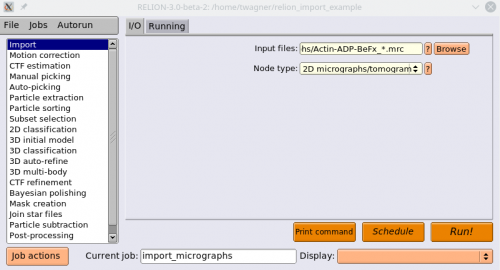 RELION-3.0-beta-2: /home/nwagner/relion_import_example
File Jobs Autorun
I/O Running
Import
Motion correction
CTF estimation
Manual picking
Auto-picking
Particle extraction
Particle sorting
Subset selection
2D classification
3D initial model
3D classification
3D auto-refine
3D multi-body
CTF refinement
Bayesian polishing
Mask creation
Join star files
Particle subtraction
Post-processing
Input files: hs/Actin-ADP-BeFx_*.mrc ? Browse
Node type: 2D micrographs/tomogram ?
Print command Schedule Run!
Job actions Current job: import_micrographs Display: